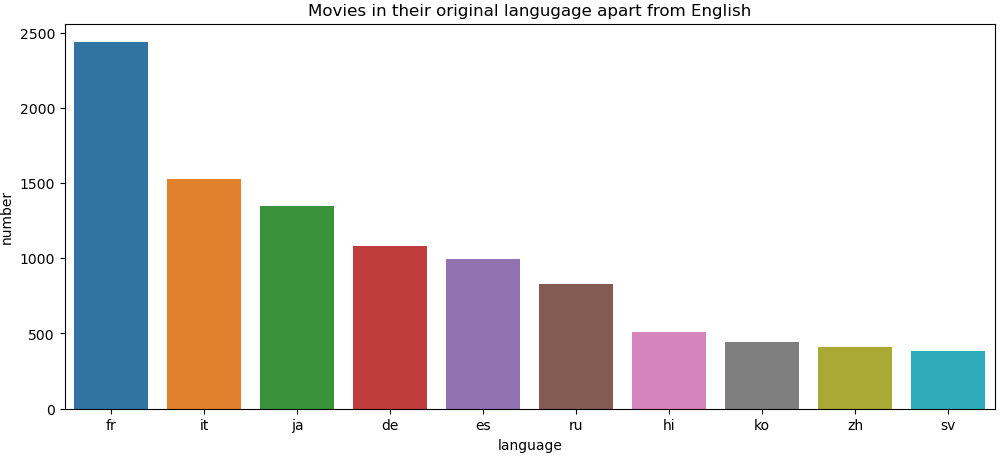 Movies in their original langugage apart from English
number
2500
2000
1500
1000
500
0
fr it ja de es ru hi ko zh sv
language